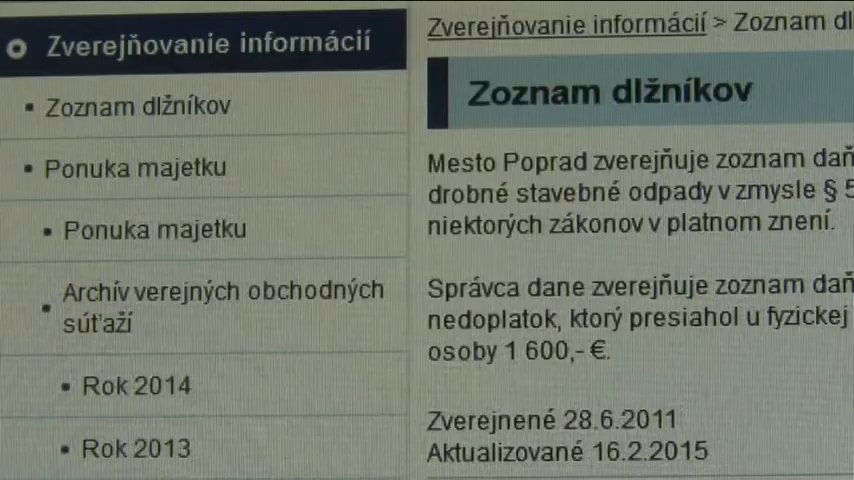 Zverejňovanie informácií
Zoznam dlžníkov
Ponuka majetku
Ponuka majetku
Archív verejných obchodných
súťaží
Rok 2014
Rok 2013
Zverejňovanie informácií > Zoznam
Zoznam dlžníkov
Mesto Poprad zverejňuje zoznam
drobné stavebné odpady v zmysle §
niektorých zákonov v platnom znení.
Správca dane zverejňuje zoznam
nedoplatok, ktorý presiahol u fyzickej
osoby 1 600,- €.
Zverejnené 28.6.2011
Aktualizované 16.2.2015